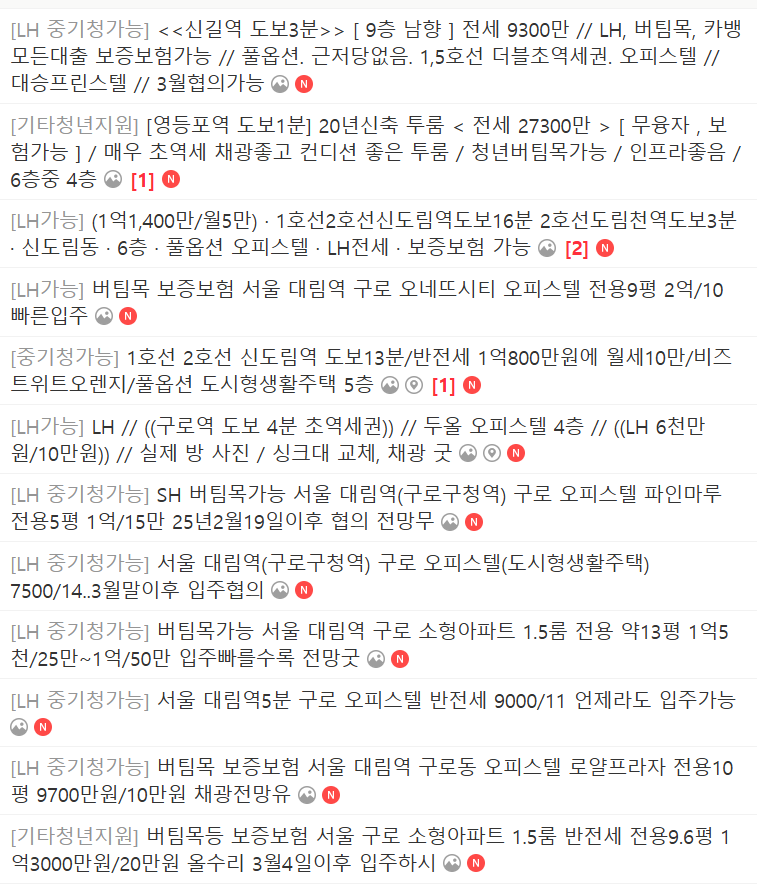 [LH 중기청가능] <<신길역 도보3분>> [ 9층 남향 ] 전세 9300만 // LH, 버팀목, 카뱅
모든대출 보증보험가능 // 풀옵션. 근저당없음. 1,5호선 더블초역세권. 오피스텔 //
대승프린스텔 // 3월협의가능 N
[기타청년지원] [영등포역 도보1분] 20년신축 투룸 < 전세 27300만 > [ 무융자 , 보
험가능 ] / 매우 초역세 채광좋고 컨디션 좋은 투룸 / 청년버팀목가능 / 인프라좋음 /
6층중 4층 [1] N
[LH가능] (1억1,400만/월5만) · 1호선2호선신도림역도보16분 2호선도림천역도보3분
· 신도림동 · 6층 · 풀옵션 오피스텔 · LH전세 · 보증보험 가능 [2] N
[LH가능] 버팀목 보증보험 서울 대림역 구로 오네뜨시티 오피스텔 전용9평 2억/10
빠른입주 N
[중기청가능] 1호선 2호선 신도림역 도보13분/반전세 1억800만원에 월세10만/비즈
트위트오렌지/풀옵션 도시형생활주택 5층 [1] N
[LH가능] LH // ((구로역 도보 4분 초역세권)) // 두올 오피스텔 4층 // ((LH 6천만
원/10만원)) // 실제 방 사진 / 싱크대 교체, 채광 굿 N
[LH 중기청가능] SH 버팀목가능 서울 대림역(구로구청역) 구로 오피스텔 파인마루
전용5평 1억/15만 25년2월19일이후 협의 전망무 N
[LH 중기청가능] 서울 대림역(구로구청역) 구로 오피스텔(도시형생활주택)
7500/14..3월말이후 입주협의 N
[LH 중기청가능] 버팀목가능 서울 대림역 구로 소형아파트 1.5룸 전용 약13평 1억5
천/25만~1억/50만 입주빠를수록 전망굿 N
[LH 중기청가능] 서울 대림역5분 구로 오피스텔 반전세 9000/11 언제라도 입주가능
N
[LH 중기청가능] 버팀목 보증보험 서울 대림역 구로동 오피스텔 로얄프라자 전용10
평 9700만원/10만원 채광전망유 N
[기타청년지원] 버팀목등 보증보험 서울 구로 소형아파트 1.5룸 반전세 전용9.6평 1
억3000만원/20만원 올수리 3월4일이후 입주하시 N